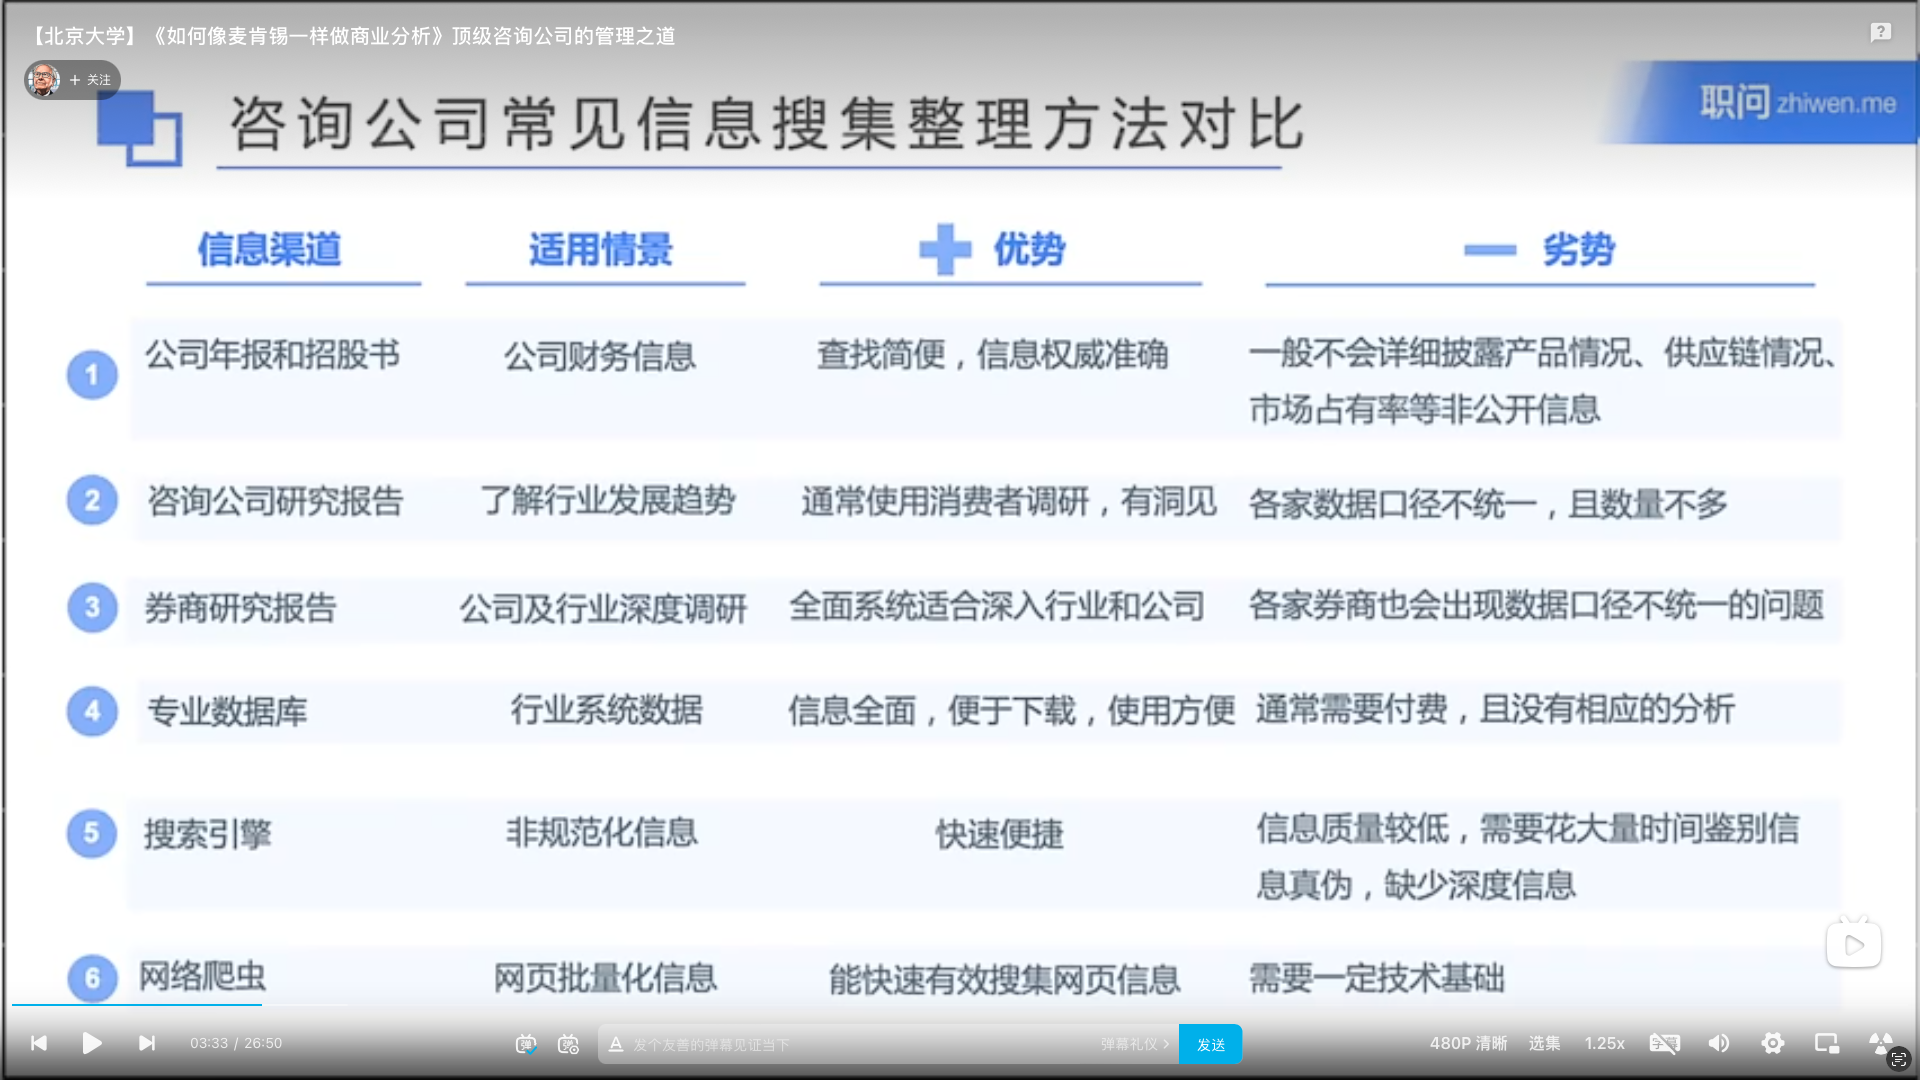 【北京大学】《如何像麦肯锡一样做商业分析》顶级咨询公司的管理之道
+ 关注
咨询公司常见信息搜集整理方法对比
职问 zhiwen.me
信息渠道 适用情景 优势 劣势
1 公司年报和招股书 公司财务信息 查找简便，信息权威准确 一般不会详细披露产品情况、供应链情况、
市场占有率等非公开信息
2 咨询公司研究报告 了解行业发展趋势 通常使用消费者调研，有洞见 各家数据口径不统一，且数量不多
3 券商研究报告 公司及行业深度调研 全面系统适合深入行业和公司 各家券商也会出现数据口径不统一的问题
4 专业数据库 行业系统数据 信息全面，便于下载，使用方便 通常需要付费，且没有相应的分析
5 搜索引擎 非规范化信息 快速便捷 信息质量较低，需要花大量时间鉴别信
息真伪，缺少深度信息
6 网络爬虫 网页批量化信息 能快速有效搜集网页信息 需要一定技术基础
03:33 / 26:50 弹 弹 A 发个友善的弹幕见证当下 弹幕礼仪 > 发送 480P 清晰 选集 1.25x 字幕